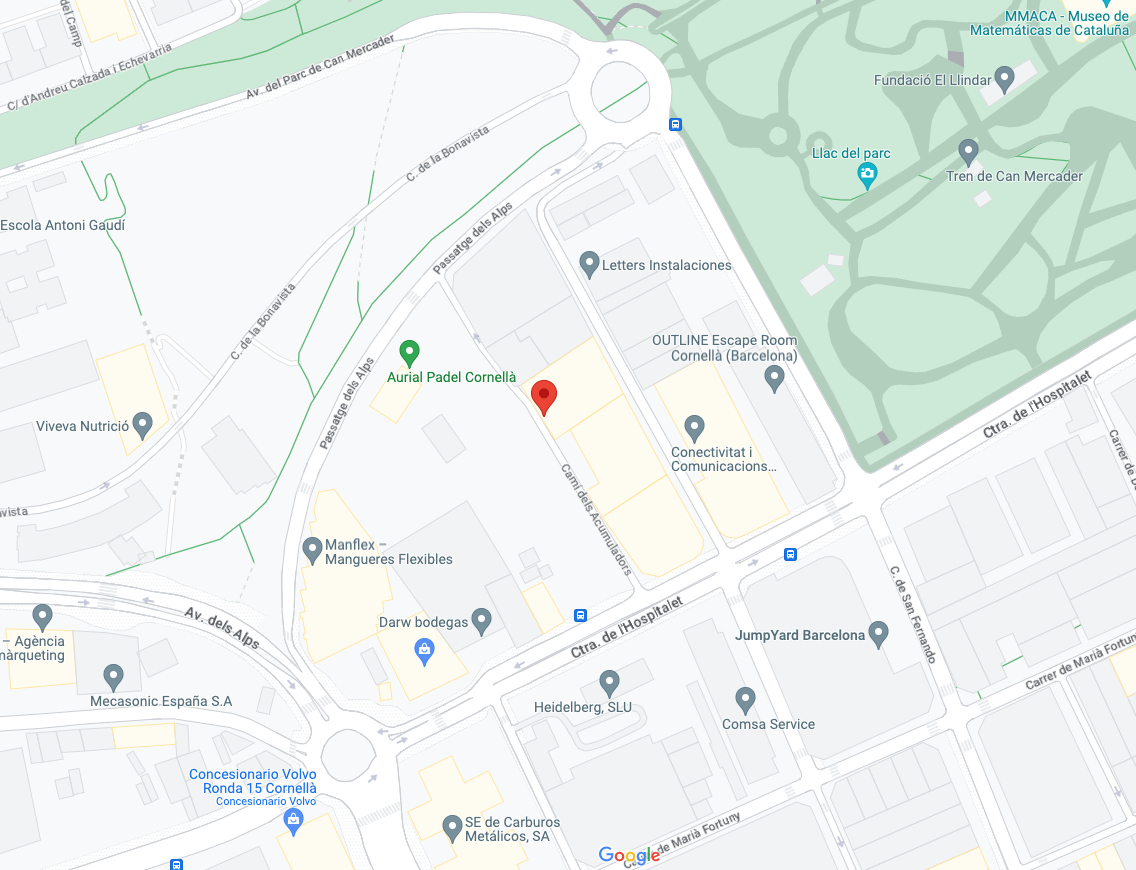 del Camp
MMACA - Museo de
Matemáticas de Cataluña
C/ d'Andreu Calzada i Echevarria
Av. del Parc de Can Mercader
Fundació El Llindar
C. de la Bonavista
Llac del parc
Tren de Can Mercader
Escola Antoni Gaudí
Passatge dels Alps
Letters Instalaciones
C. de la Bonavista
OUTLINE Escape Room
Cornellà (Barcelona)
Aurial Padel Cornellà
Passatge dels Alps
Ctra. de l'Hospitalet
Viveva Nutrició
Conectivitat i
Comunicacions...
Camí dels Acumuladors
Carrer de
vista
Manflex –
Mangueres Flexibles
C. de San Fernando
Av. dels Alps
Darw bodegas
Ctra. de l'Hospitalet
JumpYard Barcelona
– Agència
màrqueting
Carrer de Marià Fortuny
Mecasonic España S.A
Heidelberg, SLU
Comsa Service
Concesionario Volvo
Ronda 15 Cornellà
Concesionario Volvo
SE de Carburos
Metálicos, SA
Carrer de Marià Fortuny
Google